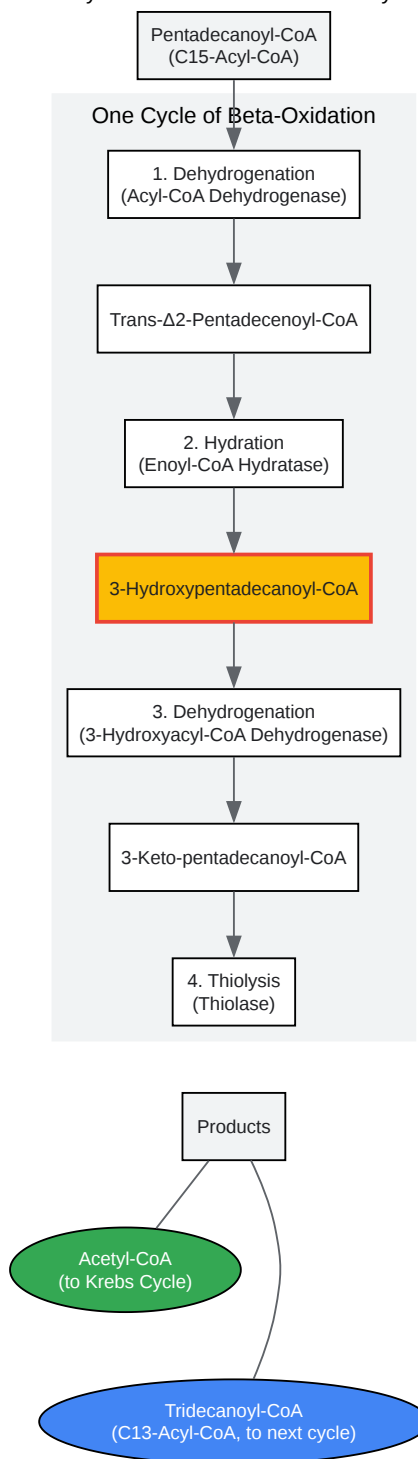 Pentadecanoyl-CoA
(C15-Acyl-CoA)
One Cycle of Beta-Oxidation
1. Dehydrogenation
(Acyl-CoA Dehydrogenase)
Trans-Δ2-Pentadecenoyl-CoA
2. Hydration
(Enoyl-CoA Hydratase)
3-Hydroxypentadecanoyl-CoA
3. Dehydrogenation
(3-Hydroxyacyl-CoA Dehydrogenase)
3-Keto-pentadecanoyl-CoA
4. Thiolysis
(Thiolase)
Products
Acetyl-CoA
(to Krebs Cycle)
Tridecanoyl-CoA
(C13-Acyl-CoA, to next cycle)